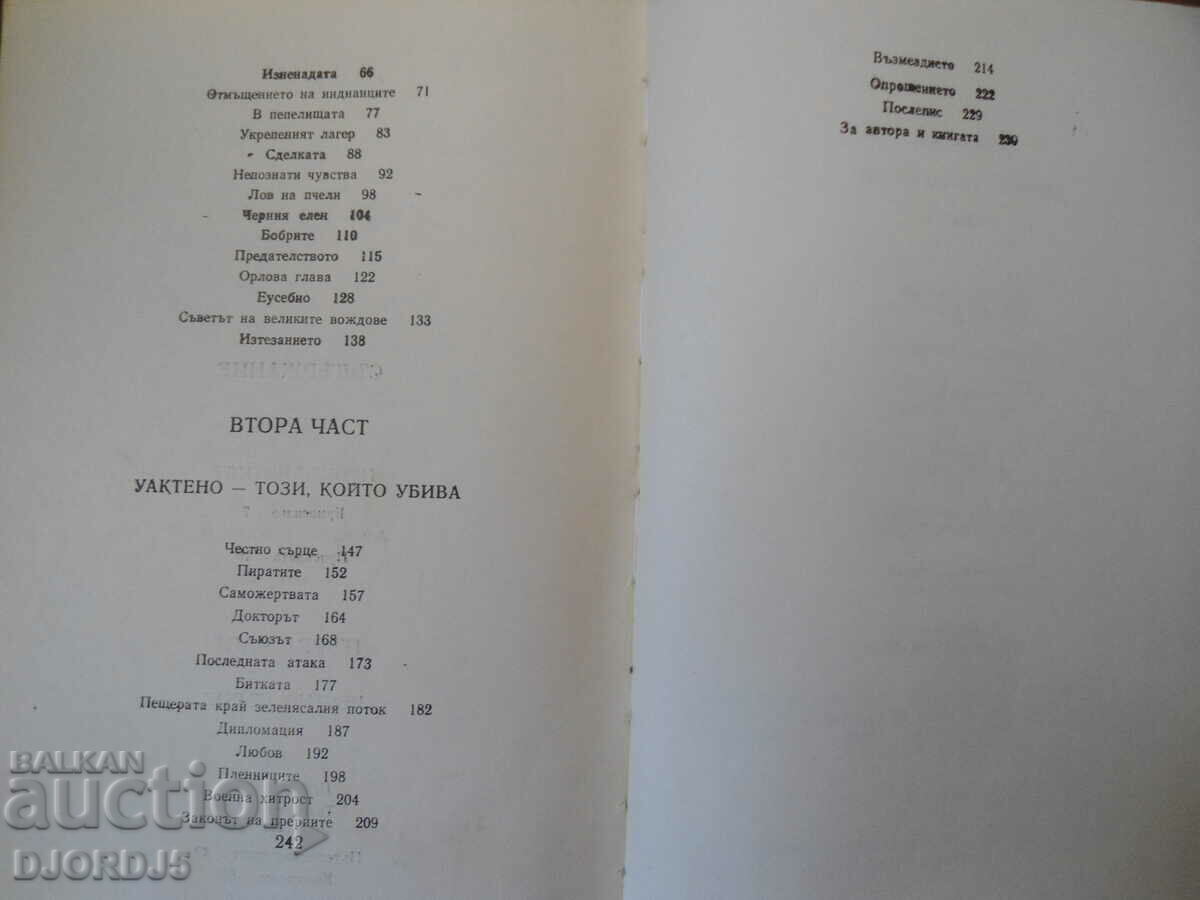 Изненадата 66
Отмъщението на индианците 71
В пепелищата 77
Укрепеният лагер 83
Сделката 88
Непознати чувства 92
Лов на пчели 98
Черния елен 104
Бобрите 110
Предателството 115
Орлова глава 122
Еусебио 128
Съветът на великите вождове 133
Изтезанието 138
СЪДЪРЖАНИЕ
ВТОРА ЧАСТ
УАКТЕНО — ТОЗИ, КОЙТО УБИВА
Честно сърце 147
Пиратите 152
Саможертвата 157
Докторът 164
Съюзът 168
Последната атака 173
Битката 177
Пещерата край зеленясалия поток 182
Дипломация 187
Любов 192
Пленниците 198
Военна хитрост 204
Законът на прериите 209
242
Възмездието 214
Опрощението 222
Послепис 229
За автора и книгата 230
BALKAN
auction
DJORDJ5